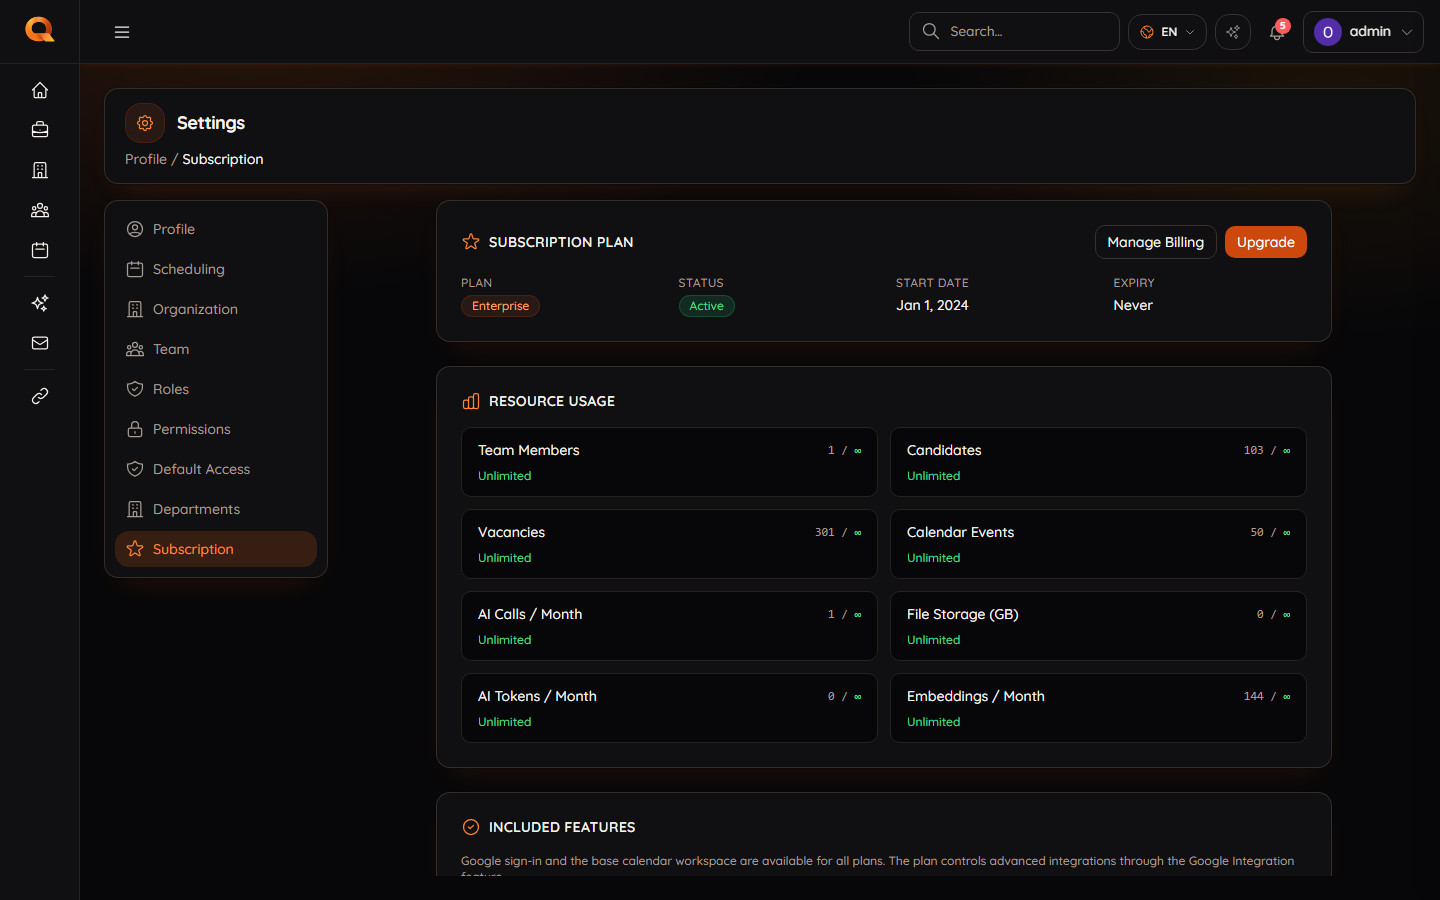 Search...
EN
5
O
admin
Settings
Profile / Subscription
Profile
Scheduling
Organization
Team
Roles
Permissions
Default Access
Departments
Subscription
SUBSCRIPTION PLAN
Manage Billing
Upgrade
PLAN
STATUS
START DATE
EXPIRY
Enterprise
Active
Jan 1, 2024
Never
RESOURCE USAGE
Team Members
1 / ∞
Unlimited
Candidates
103 / ∞
Unlimited
Vacancies
301 / ∞
Unlimited
Calendar Events
50 / ∞
Unlimited
AI Calls / Month
1 / ∞
Unlimited
File Storage (GB)
0 / ∞
Unlimited
AI Tokens / Month
0 / ∞
Unlimited
Embeddings / Month
144 / ∞
Unlimited
INCLUDED FEATURES
Google sign-in and the base calendar workspace are available for all plans. The plan controls advanced integrations through the Google Integration
feature.